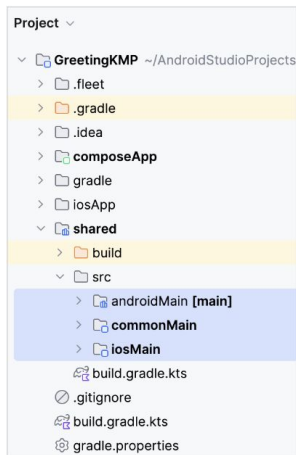 Project
GreetingKMP ~/AndroidStudioProjects
.fleet
.gradle
.idea
composeApp
gradle
iosApp
shared
build
src
androidMain [main]
commonMain
iosMain
build.gradle.kts
.gitignore
build.gradle.kts
gradle.properties